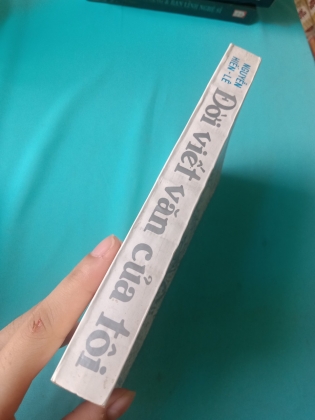 NGUYỄN
HIẾN-LÊ
Đời viết văn của tôi